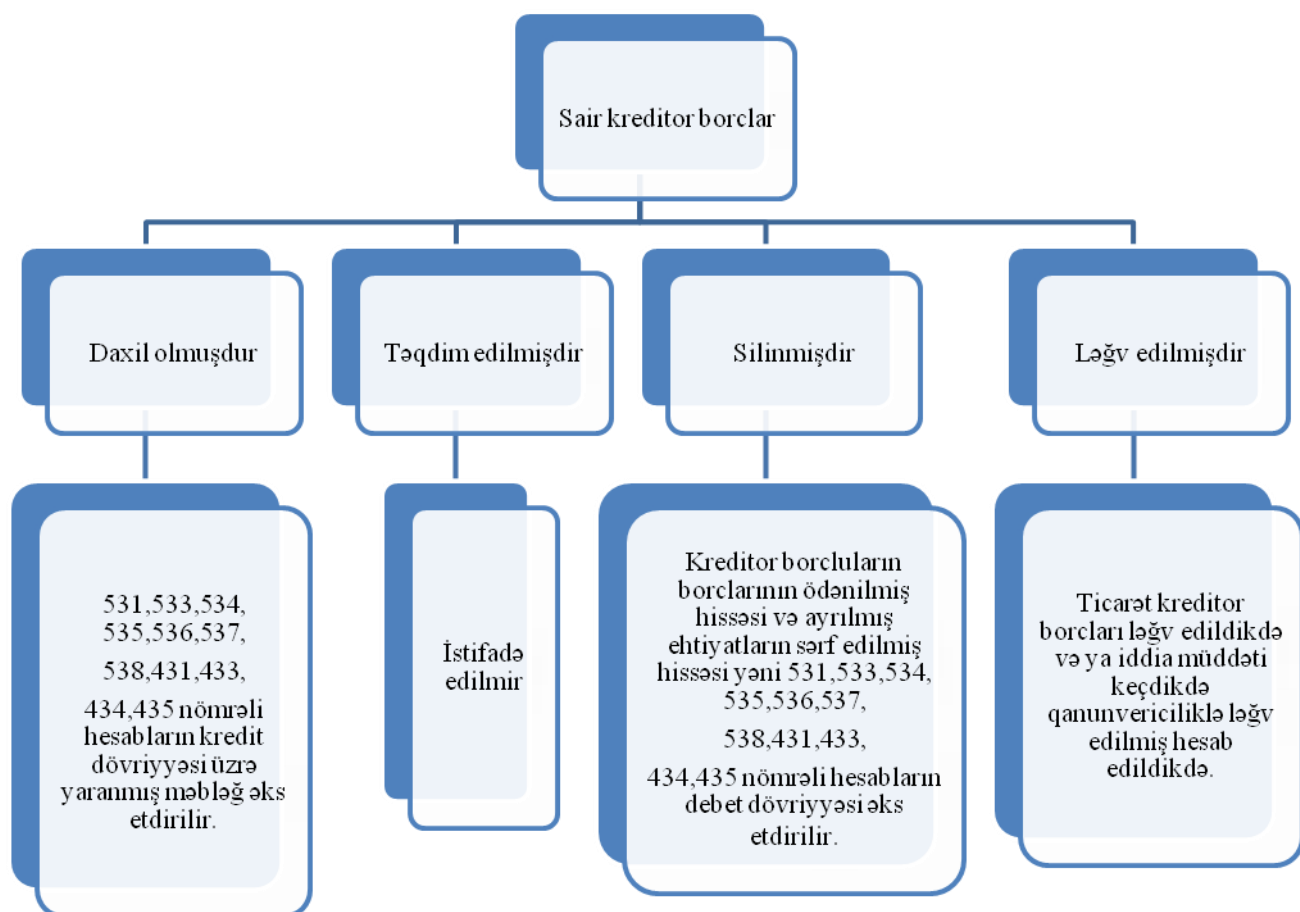 Sair kreditor borclar
Daxil olmuşdur
Təqdim edilmişdir
Silinmişdir
Ləğv edilmişdir
531,533,534,
535,536,537,
538,431,433,
434,435 nömrəli
hesabların kredit
dövriyyəsi üzrə
yaranmış məbləğ əks
etdirilir.
İstifadə
edilmir
Kreditor borcluların
borclarının ödənilmiş
hissəsi və ayrılmış
ehtiyatların sərf edilmiş
hissəsi yəni 531,533,534,
535,536,537,
538,431,433,
434,435 nömrəli hesabların
debet dövriyyəsi əks
etdirilir.
Ticarət kreditor
borcları ləğv edildikdə
və ya iddia müddəti
keçdikdə
qanunvericiliklə ləğv
edilmiş hesab
edildikdə.